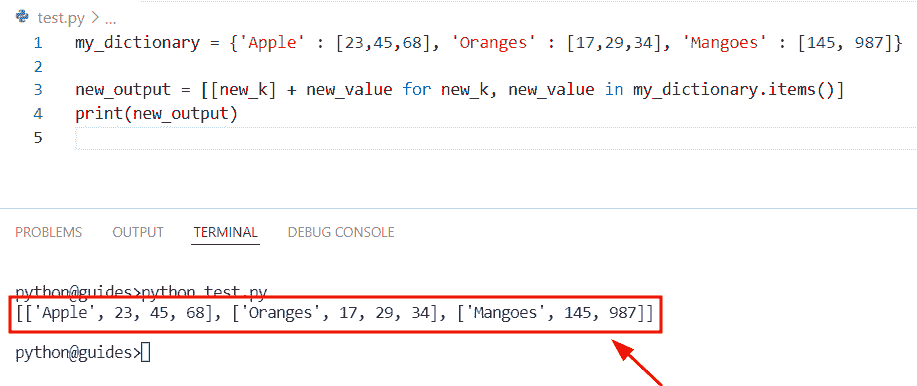 test.py > ...
1 my_dictionary = {'Apple' : [23,45,68], 'Oranges' : [17,29,34], 'Mangoes' : [145, 987]}
2
3 new_output = [[new_k] + new_value for new_k, new_value in my_dictionary.items()]
4 print(new_output)
5
PROBLEMS OUTPUT TERMINAL DEBUG CONSOLE
python@guides>python test.py
[['Apple', 23, 45, 68], ['Oranges', 17, 29, 34], ['Mangoes', 145, 987]]
python@guides>